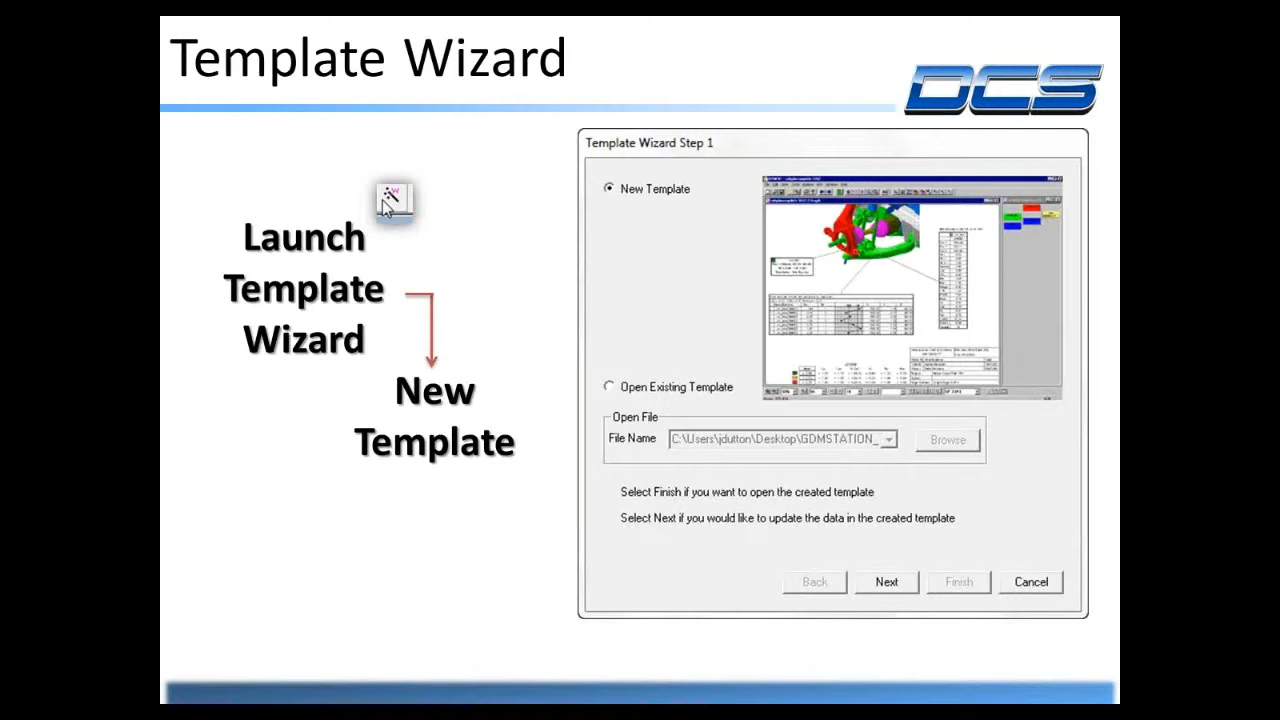 Template Wizard
DCS
Launch
Template
Wizard
New
Template
Template Wizard Step 1
New Template
Open Existing Template
Open File
File Name
C:\Users\jdutton\Desktop\GDMSTATION_
Browse
Select Finish if you want to open the created template
Select Next if you would like to update the data in the created template
Back
Next
Finish
Cancel